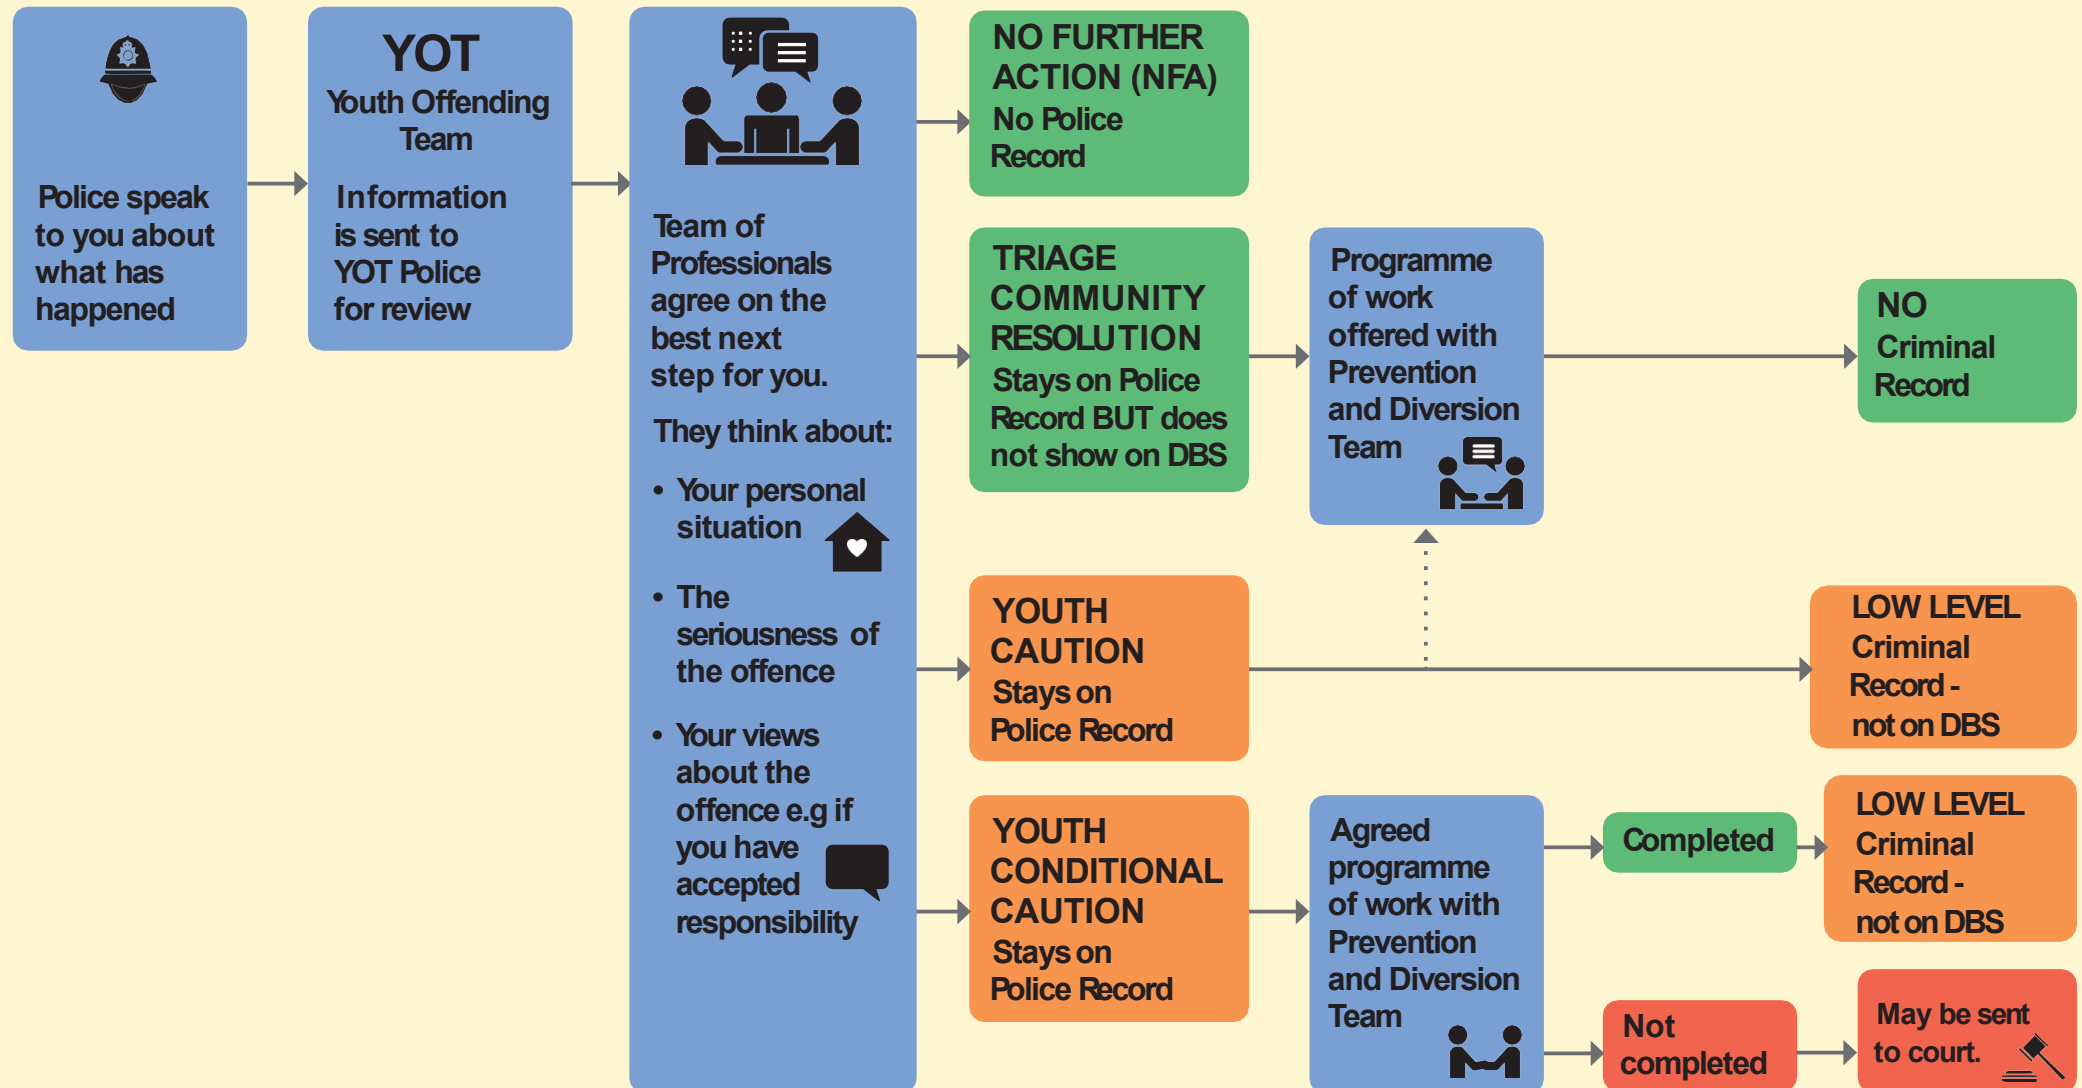 Police speak
to you about
what has
happened
YOT
Youth Offending
Team
Information
is sent to
YOT Police
for review
Team of
Professionals
agree on the
best next
step for you.
They think about:
• Your personal
situation
• The
seriousness of
the offence
• Your views
about the
offence e.g if
you have
accepted
responsibility
NO FURTHER
ACTION (NFA)
No Police
Record
TRIAGE
COMMUNITY
RESOLUTION
Stays on Police
Record BUT does
not show on DBS
Programme
of work
offered with
Prevention
and Diversion
Team
NO
Criminal
Record
YOUTH
CAUTION
Stays on
Police Record
LOW LEVEL
Criminal
Record -
not on DBS
YOUTH
CONDITIONAL
CAUTION
Stays on
Police Record
Agreed
programme
of work with
Prevention
and Diversion
Team
Completed
LOW LEVEL
Criminal
Record -
not on DBS
Not
completed
May be sent
to court.